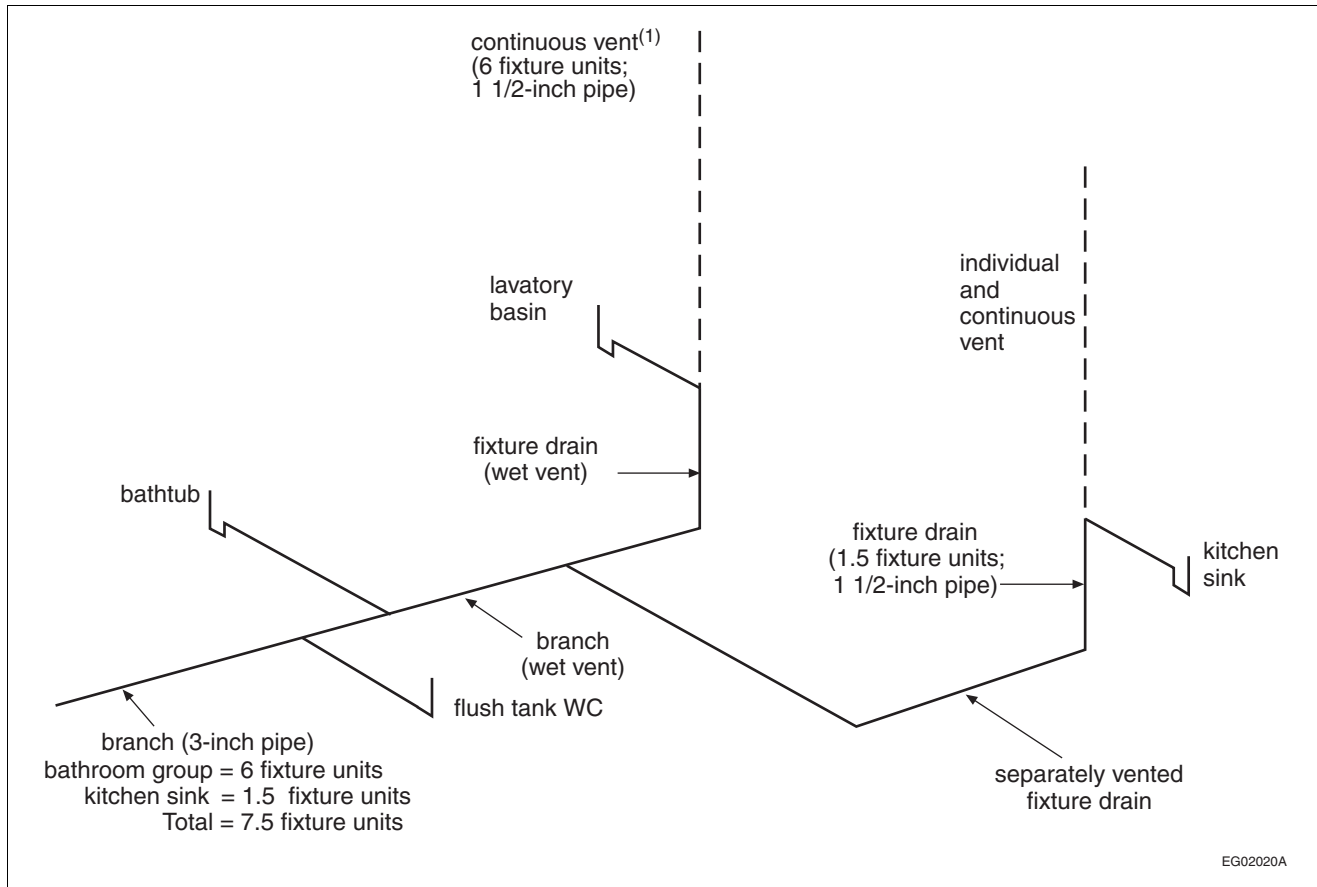 continuous vent(1)
(6 fixture units;
1 1/2-inch pipe)
individual
and
continuous
vent
lavatory
basin
fixture drain
(wet vent)
bathtub
fixture drain
(1.5 fixture units;
1 1/2-inch pipe)
kitchen
sink
branch
(wet vent)
flush tank WC
branch (3-inch pipe)
bathroom group = 6 fixture units
kitchen sink = 1.5 fixture units
Total = 7.5 fixture units
separately vented
fixture drain
EG02020A